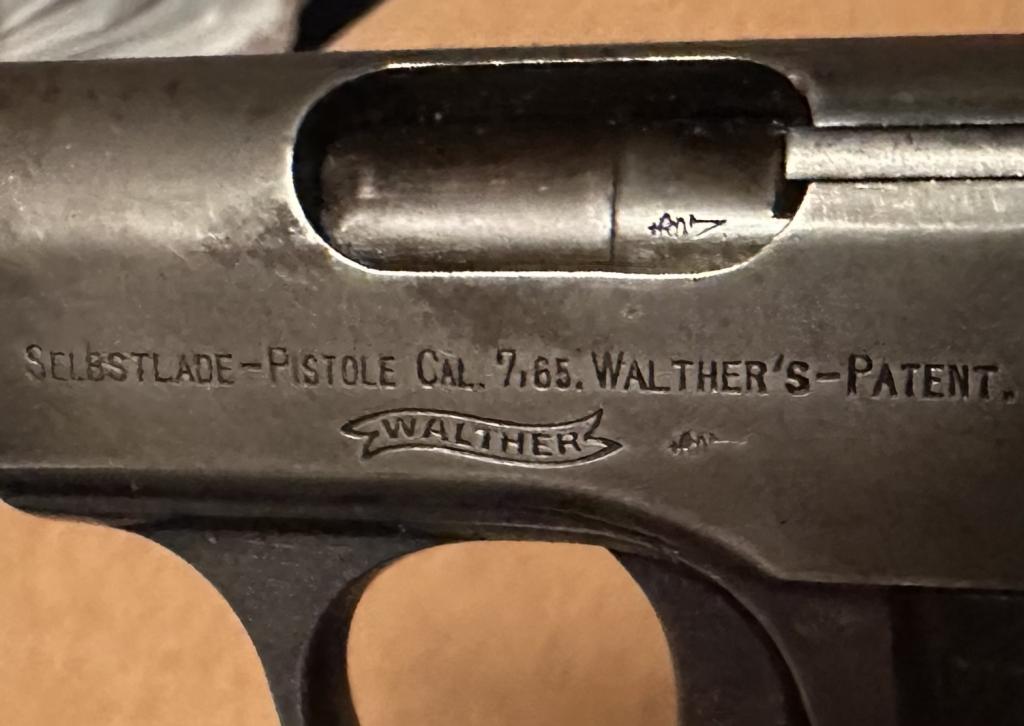 SELBSTLADE-PISTOLE CAL. 7,65. WALTHER'S-PATENT.
WALTHER